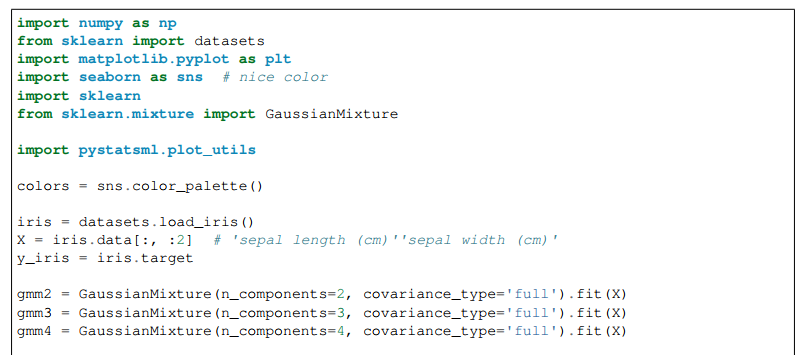 import numpy as np
from sklearn import datasets
import matplotlib.pyplot as plt
import seaborn as sns  # nice color
import sklearn
from sklearn.mixture import GaussianMixture
import pystatsml.plot_utils
colors = sns.color_palette()
iris = datasets.load_iris()
X = iris.data[:, :2]  # 'sepal length (cm)''sepal width (cm)'
y_iris = iris.target
gmm2 = GaussianMixture(n_components=2, covariance_type='full').fit(X)
gmm3 = GaussianMixture(n_components=3, covariance_type='full').fit(X)
gmm4 = GaussianMixture(n_components=4, covariance_type='full').fit(X)